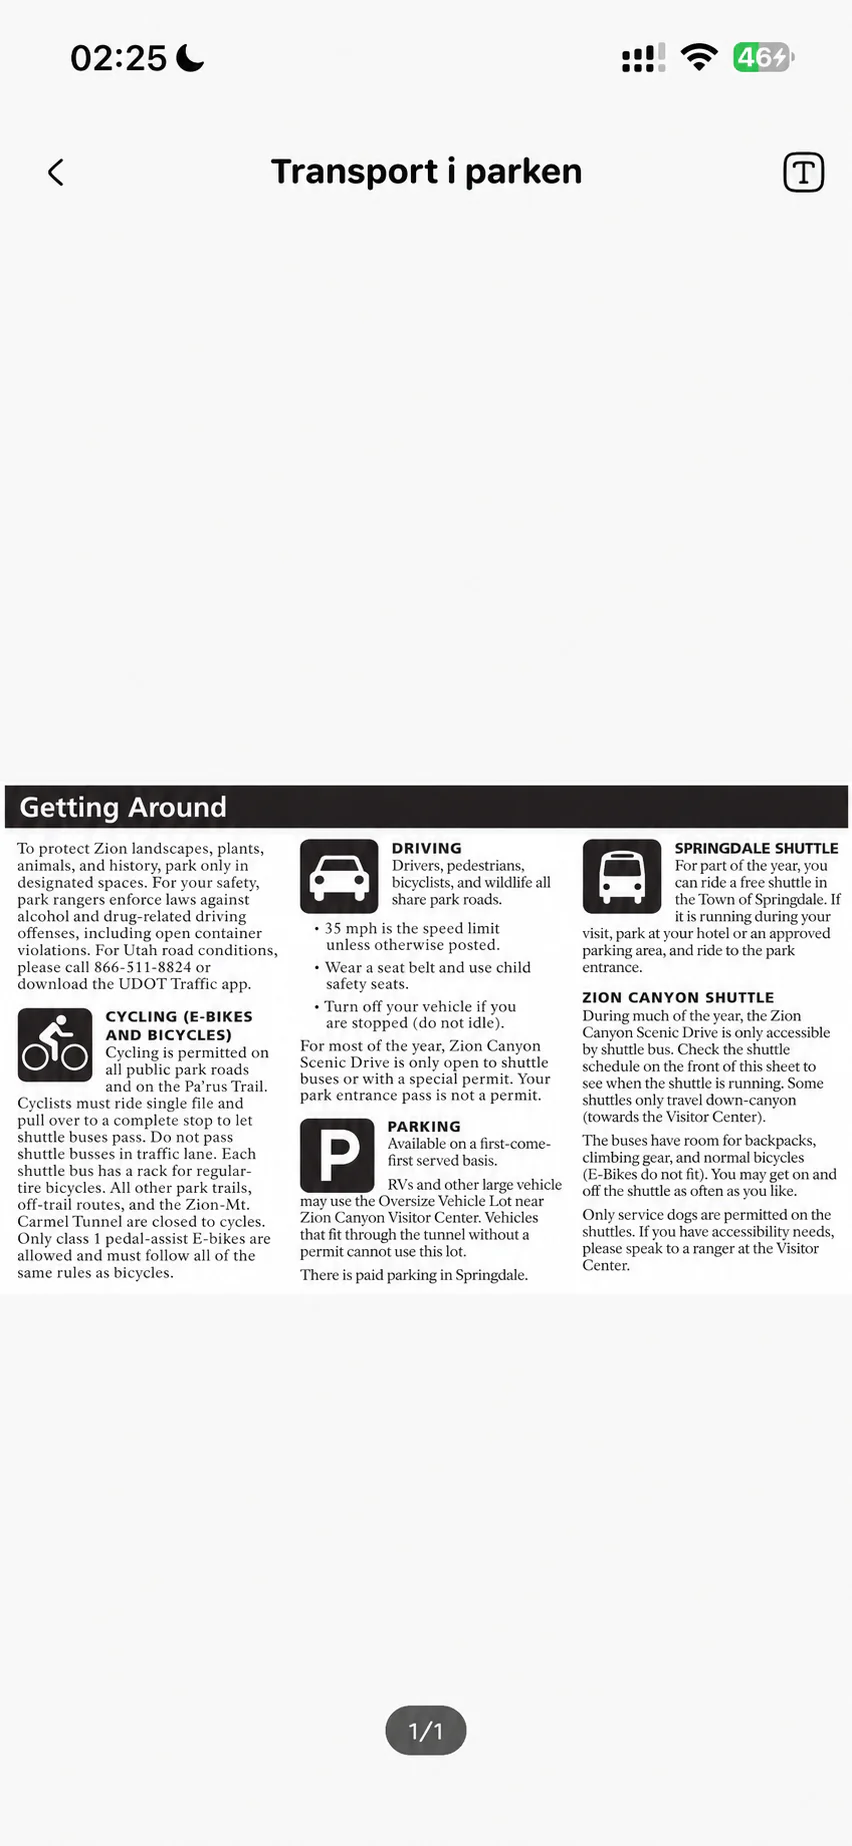 02:25
46
Transport i parken
T
Getting Around
To protect Zion landscapes, plants,
animals, and history, park only in
designated spaces. For your safety,
park rangers enforce laws against
alcohol and drug-related driving
offenses, including open container
violations. For Utah road conditions,
please call 866-511-8824 or
download the UDOT Traffic app.
CYCLING (E-BIKES
AND BICYCLES)
Cycling is permitted on
all public park roads
and on the Pa'rus Trail.
Cyclists must ride single file and
pull over to a complete stop to let
shuttle buses pass. Do not pass
shuttle busses in traffic lane. Each
shuttle bus has a rack for regular-
tire bicycles. All other park trails,
off-trail routes, and the Zion-Mt.
Carmel Tunnel are closed to cycles.
Only class 1 pedal-assist E-bikes are
allowed and must follow all of the
same rules as bicycles.
DRIVING
Drivers, pedestrians,
bicyclists, and wildlife all
share park roads.
• 35 mph is the speed limit
unless otherwise posted.
• Wear a seat belt and use child
safety seats.
• Turn off your vehicle if you
are stopped (do not idle).
For most of the year, Zion Canyon
Scenic Drive is only open to shuttle
buses or with a special permit. Your
park entrance pass is not a permit.
P
PARKING
Available on a first-come-
first served basis.
RVs and other large vehicle
may use the Oversize Vehicle Lot near
Zion Canyon Visitor Center. Vehicles
that fit through the tunnel without a
permit cannot use this lot.
There is paid parking in Springdale.
SPRINGDALE SHUTTLE
For part of the year, you
can ride a free shuttle in
the Town of Springdale. If
it is running during your
visit, park at your hotel or an approved
parking area, and ride to the park
entrance.
ZION CANYON SHUTTLE
During much of the year, the Zion
Canyon Scenic Drive is only accessible
by shuttle bus. Check the shuttle
schedule on the front of this sheet to
see when the shuttle is running. Some
shuttles only travel down-canyon
(towards the Visitor Center).
The buses have room for backpacks,
climbing gear, and normal bicycles
(E-Bikes do not fit). You may get on and
off the shuttle as often as you like.
Only service dogs are permitted on the
shuttles. If you have accessibility needs,
please speak to a ranger at the Visitor
Center.
1/1